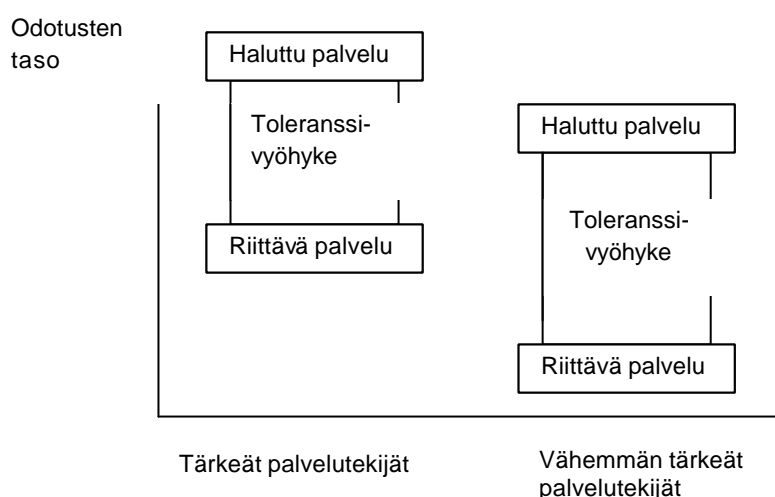 Odotusten
taso
Haluttu palvelu
Toleranssi-
vyöhyke
Riittävä palvelu
Haluttu palvelu
Toleranssi-
vyöhyke
Riittävä palvelu
Tärkeät palvelutekijät
Vähemmän tärkeät
palvelutekijät